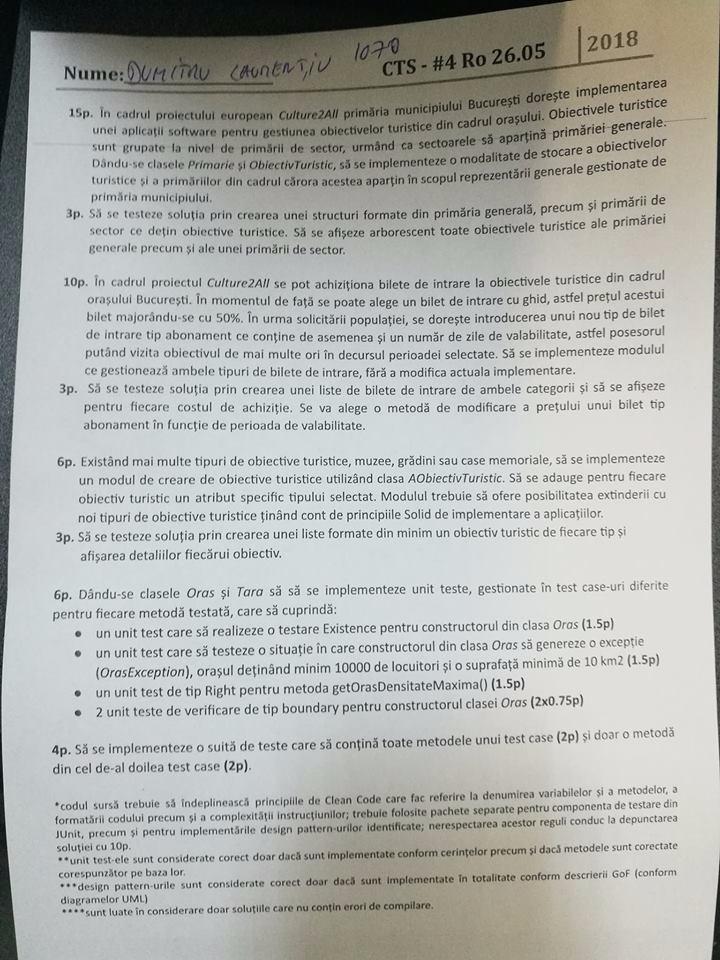 Nume: DUMITRU LAURENȚIU 1070 CTS - #4 Ro 26.05 2018
15p. În cadrul proiectului european Culture2All primăria municipiului București dorește implementarea
unei aplicații software pentru gestiunea obiectivelor turistice din cadrul orașului. Obiectivele turistice
sunt grupate la nivel de primării de sector, urmând ca sectoarele să aparțină primăriei generale.
Dându-se clasele Primarie și ObiectivTuristic, să se implementeze o modalitate de stocare a obiectivelor
turistice și a primăriilor din cadrul cărora acestea aparțin în scopul reprezentării generale gestionate de
primăria municipiului.
3p. Să se testeze soluția prin crearea unei structuri formate din primăria generală, precum și primării de
sector ce dețin obiective turistice. Să se afișeze arborescent toate obiectivele turistice ale primăriei
generale precum și ale unei primării de sector.
10p. În cadrul proiectul Culture2All se pot achiziționa bilete de intrare la obiectivele turistice din cadrul
orașului București. În momentul de față se poate alege un bilet de intrare cu ghid, astfel prețul acestui
bilet majorându-se cu 50%. În urma solicitării populației, se dorește introducerea unui nou tip de bilet
de intrare tip abonament ce conține de asemenea și un număr de zile de valabilitate, astfel posesorul
putând vizita obiectivul de mai multe ori în decursul perioadei selectate. Să se implementeze modulul
ce gestionează ambele tipuri de bilete de intrare, fără a modifica actuala implementare.
3p. Să se testeze soluția prin crearea unei liste de bilete de intrare de ambele categorii și să se afișeze
pentru fiecare costul de achiziție. Se va alege o metodă de modificare a prețului unui bilet tip
abonament în funcție de perioada de valabilitate.
6p. Existând mai multe tipuri de obiective turistice, muzee, grădini sau case memoriale, să se implementeze
un modul de creare de obiective turistice utilizând clasa AObiectivTuristic. Să se adauge pentru fiecare
obiectiv turistic un atribut specific tipului selectat. Modulul trebuie să ofere posibilitatea extinderii cu
noi tipuri de obiective turistice ținând cont de principiile Solid de implementare a aplicațiilor.
3p. Să se testeze soluția prin crearea unei liste formate din minim un obiectiv turistic de fiecare tip și
afișarea detaliilor fiecărui obiectiv.
6p. Dându-se clasele Oras și Tara să să se implementeze unit teste, gestionate în test case-uri diferite
pentru fiecare metodă testată, care să cuprindă:
• un unit test care să realizeze o testare Existence pentru constructorul din clasa Oras (1.5p)
• un unit test care să testeze o situație în care constructorul din clasa Oras să genereze o excepție
(OrasException), orașul deținând minim 10000 de locuitori și o suprafață minimă de 10 km2 (1.5p)
• un unit test de tip Right pentru metoda getOrasDensitateMaxima() (1.5p)
• 2 unit teste de verificare de tip boundary pentru constructorul clasei Oras (2x0.75p)
4p. Să se implementeze o suită de teste care să conțină toate metodele unui test case (2p) și doar o metodă
din cel de-al doilea test case (2p).
*codul sursă trebuie să îndeplinească principiile de Clean Code care fac referire la denumirea variabilelor și a metodelor, a
formatării codului precum și a complexității instrucțiunilor; trebuie folosite pachete separate pentru componenta de testare din
JUnit, precum și pentru implementările design pattern-urilor identificate; nerespectarea acestor reguli conduc la depunctarea
soluției cu 10p.
**unit test-ele sunt considerate corect doar dacă sunt implementate conform cerințelor precum și dacă metodele sunt corectate
corespunzător pe baza lor.
***design pattern-urile sunt considerate corect doar dacă sunt implementate în totalitate conform descrierii GoF (conform
diagramelor UML)
****sunt luate în considerare doar soluțiile care nu conțin erori de compilare.